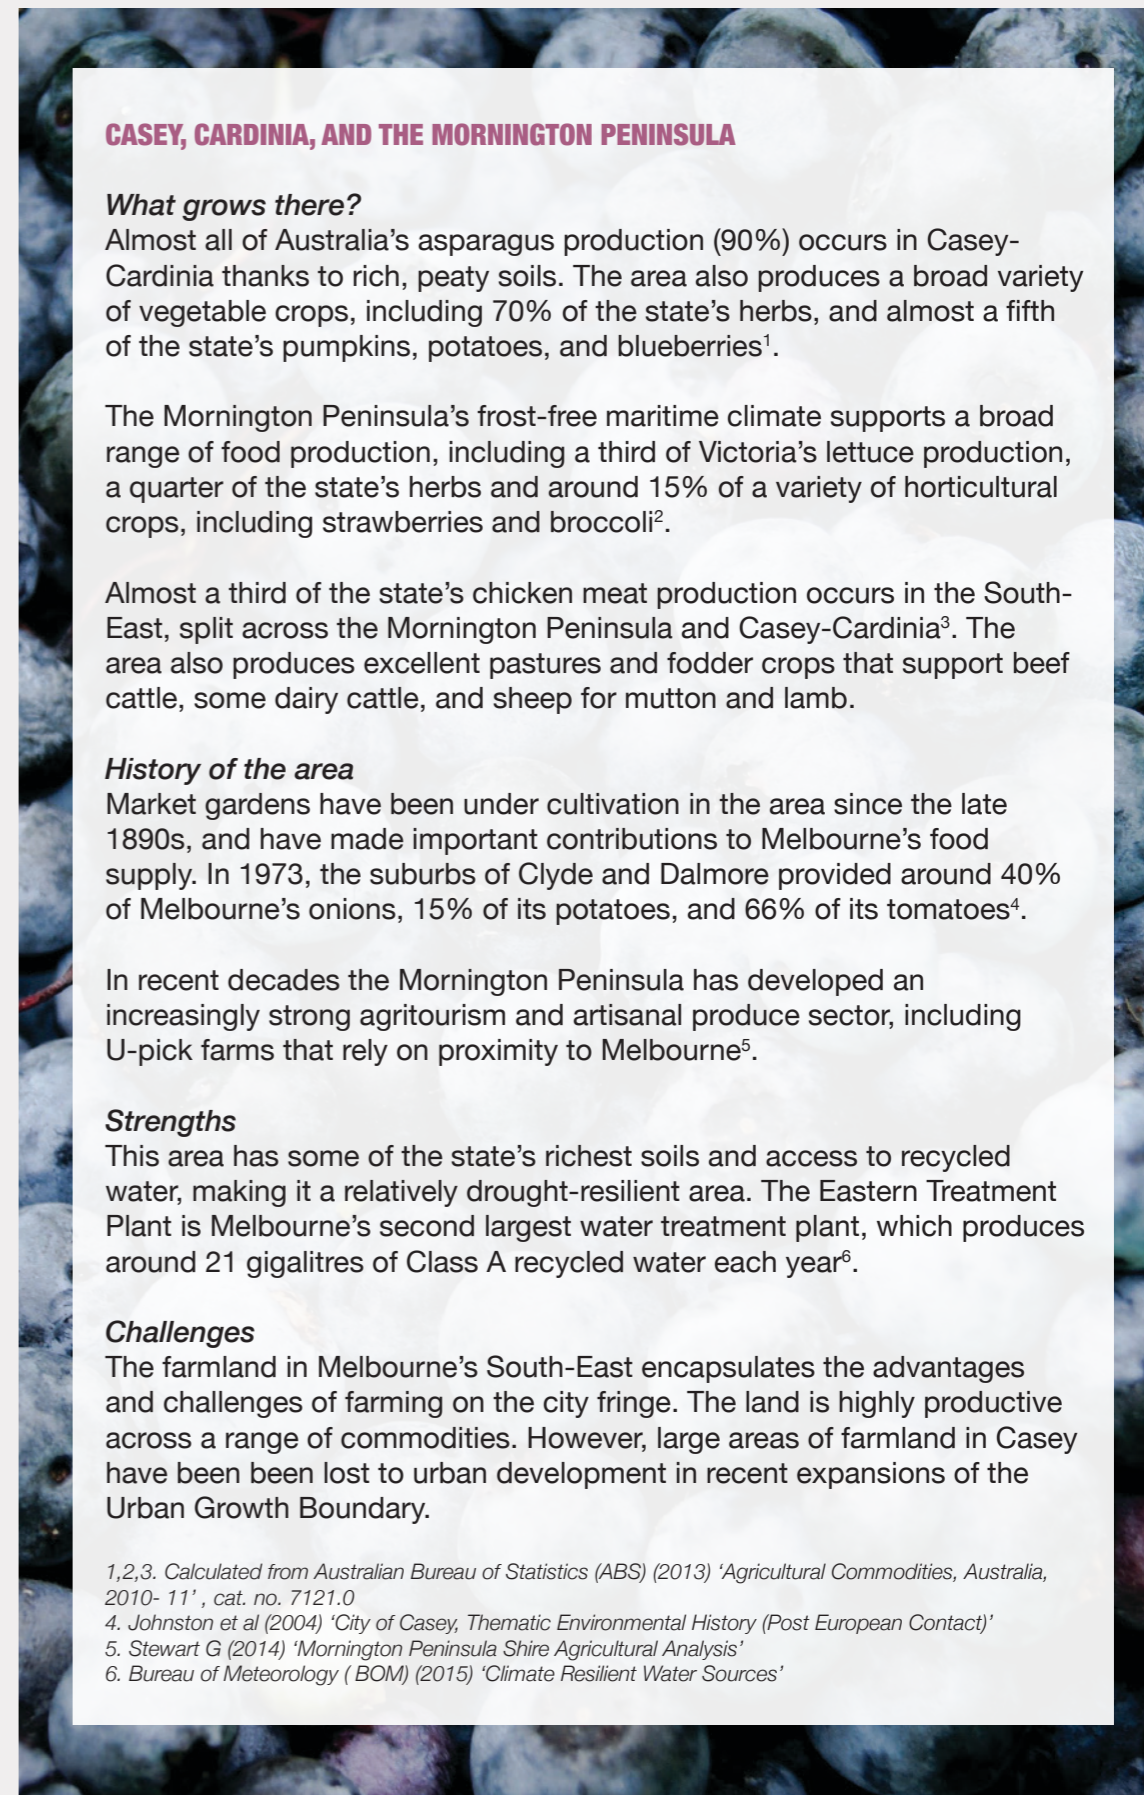 CASEY, CARDINIA, AND THE MORNINGTON PENINSULA
What grows there?
Almost all of Australia’s asparagus production (90%) occurs in Casey-
Cardinia thanks to rich, peaty soils. The area also produces a broad variety
of vegetable crops, including 70% of the state’s herbs, and almost a fifth
of the state’s pumpkins, potatoes, and blueberries¹.
The Mornington Peninsula’s frost-free maritime climate supports a broad
range of food production, including a third of Victoria’s lettuce production,
a quarter of the state’s herbs and around 15% of a variety of horticultural
crops, including strawberries and broccoli².
Almost a third of the state’s chicken meat production occurs in the South-
East, split across the Mornington Peninsula and Casey-Cardinia³. The
area also produces excellent pastures and fodder crops that support beef
cattle, some dairy cattle, and sheep for mutton and lamb.
History of the area
Market gardens have been under cultivation in the area since the late
1890s, and have made important contributions to Melbourne’s food
supply. In 1973, the suburbs of Clyde and Dalmore provided around 40%
of Melbourne’s onions, 15% of its potatoes, and 66% of its tomatoes⁴.
In recent decades the Mornington Peninsula has developed an
increasingly strong agritourism and artisanal produce sector, including
U-pick farms that rely on proximity to Melbourne⁵.
Strengths
This area has some of the state’s richest soils and access to recycled
water, making it a relatively drought-resilient area. The Eastern Treatment
Plant is Melbourne’s second largest water treatment plant, which produces
around 21 gigalitres of Class A recycled water each year⁶.
Challenges
The farmland in Melbourne’s South-East encapsulates the advantages
and challenges of farming on the city fringe. The land is highly productive
across a range of commodities. However, large areas of farmland in Casey
have been been lost to urban development in recent expansions of the
Urban Growth Boundary.
1,2,3. Calculated from Australian Bureau of Statistics (ABS) (2013) ‘Agricultural Commodities, Australia,
2010- 11’ , cat. no. 7121.0
4. Johnston et al (2004) ‘City of Casey, Thematic Environmental History (Post European Contact)’
5. Stewart G (2014) ‘Mornington Peninsula Shire Agricultural Analysis’
6. Bureau of Meteorology ( BOM) (2015) ‘Climate Resilient Water Sources’